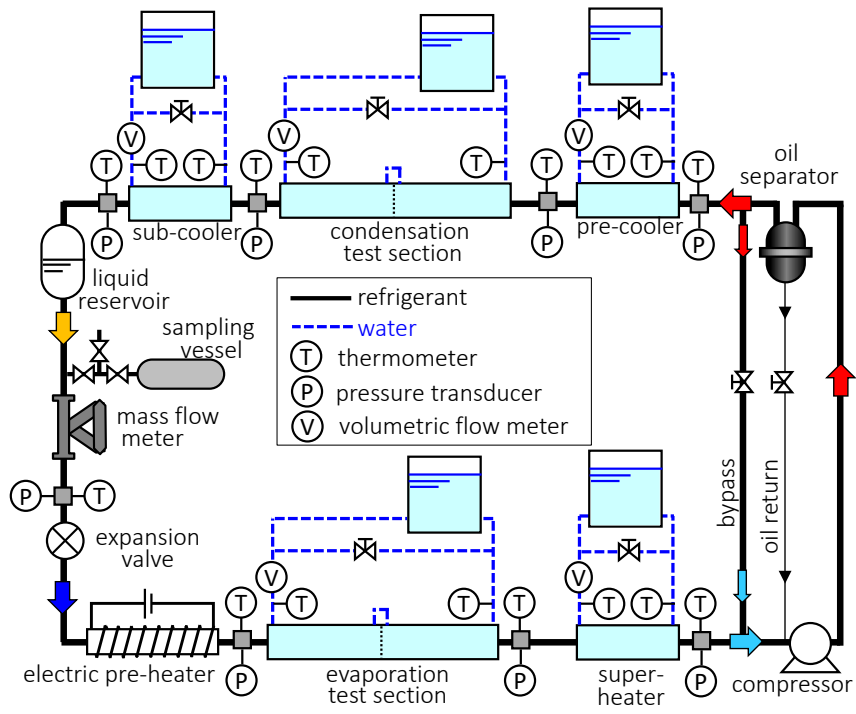 V
V
V
T
T
T
T
T
T
T
T
T
T
oil
separator
P
P
P
P
sub-cooler
condensation
test section
pre-cooler
liquid
reservoir
refrigerant
water
T
thermometer
P
pressure transducer
V
volumetric flow meter
sampling
vessel
mass flow
meter
P
T
expansion
valve
bypass
oil return
V
V
T
T
T
T
T
T
T
P
P
P
electric pre-heater
evaporation
test section
super-
heater
compressor